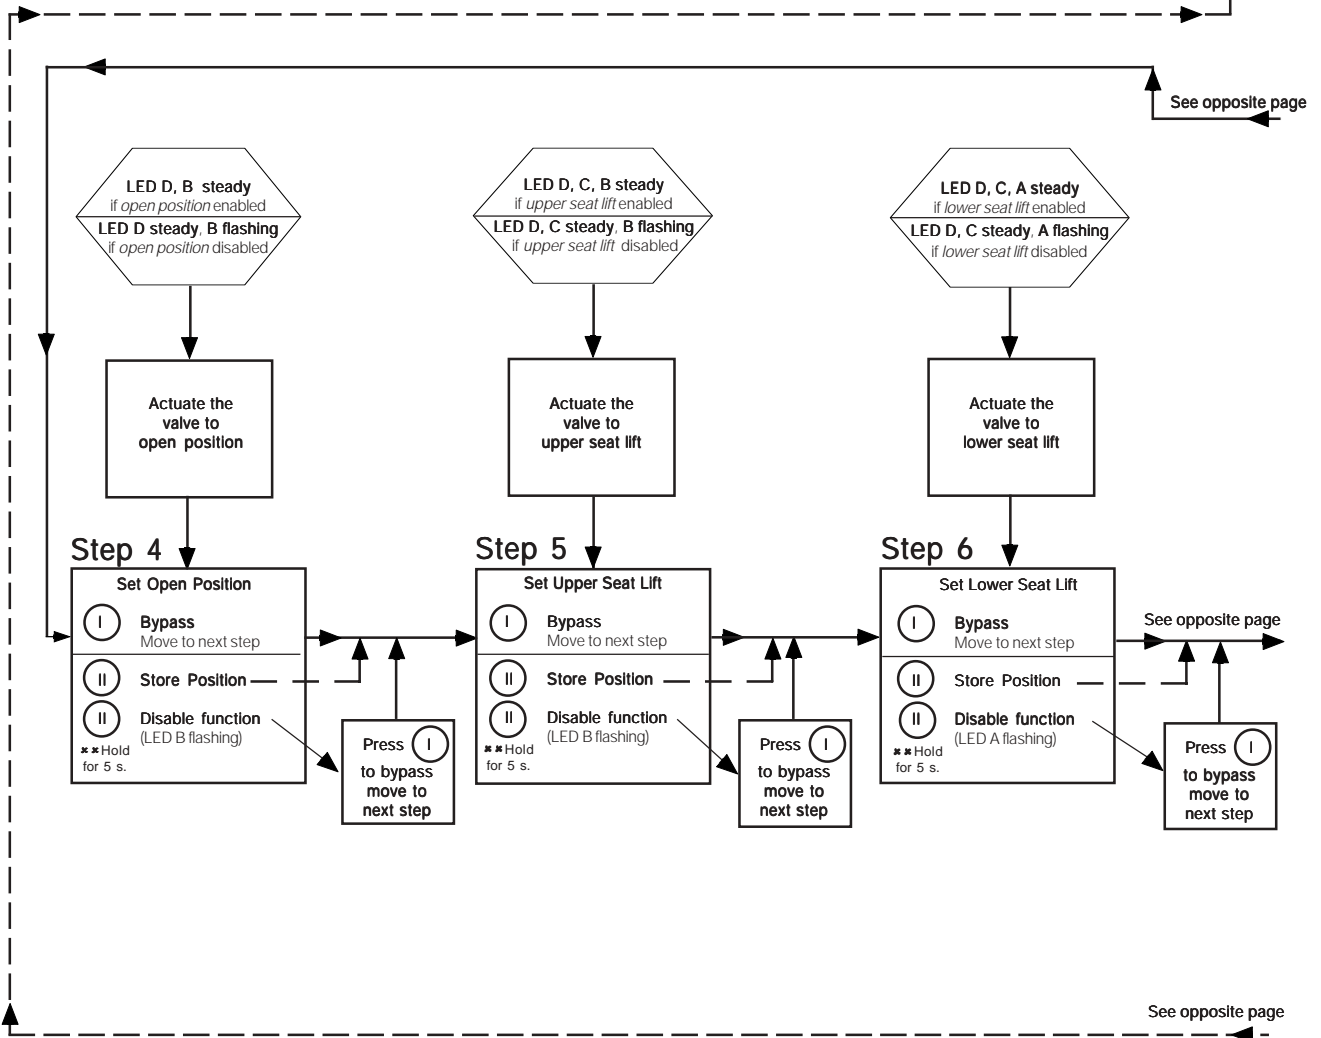 See opposite page
LED D, B steady
if open position enabled
LED D steady, B flashing
if open position disabled
LED D, C, B steady
if upper seat lift enabled
LED D, C steady, B flashing
if upper seat lift disabled
LED D, C, A steady
if lower seat lift enabled
LED D, C steady, A flashing
if lower seat lift disabled
Actuate the
valve to
open position
Actuate the
valve to
upper seat lift
Actuate the
valve to
lower seat lift
Step 4
Set Open Position
I Bypass
Move to next step
II Store Position
II Disable function
(LED B flashing)
✖✖Hold
for 5 s.
Press I
to bypass
move to
next step
Step 5
Set Upper Seat Lift
I Bypass
Move to next step
II Store Position
II Disable function
(LED B flashing)
✖✖Hold
for 5 s.
Press I
to bypass
move to
next step
Step 6
Set Lower Seat Lift
I Bypass
Move to next step
II Store Position
II Disable function
(LED A flashing)
✖✖Hold
for 5 s.
See opposite page
Press I
to bypass
move to
next step
See opposite page